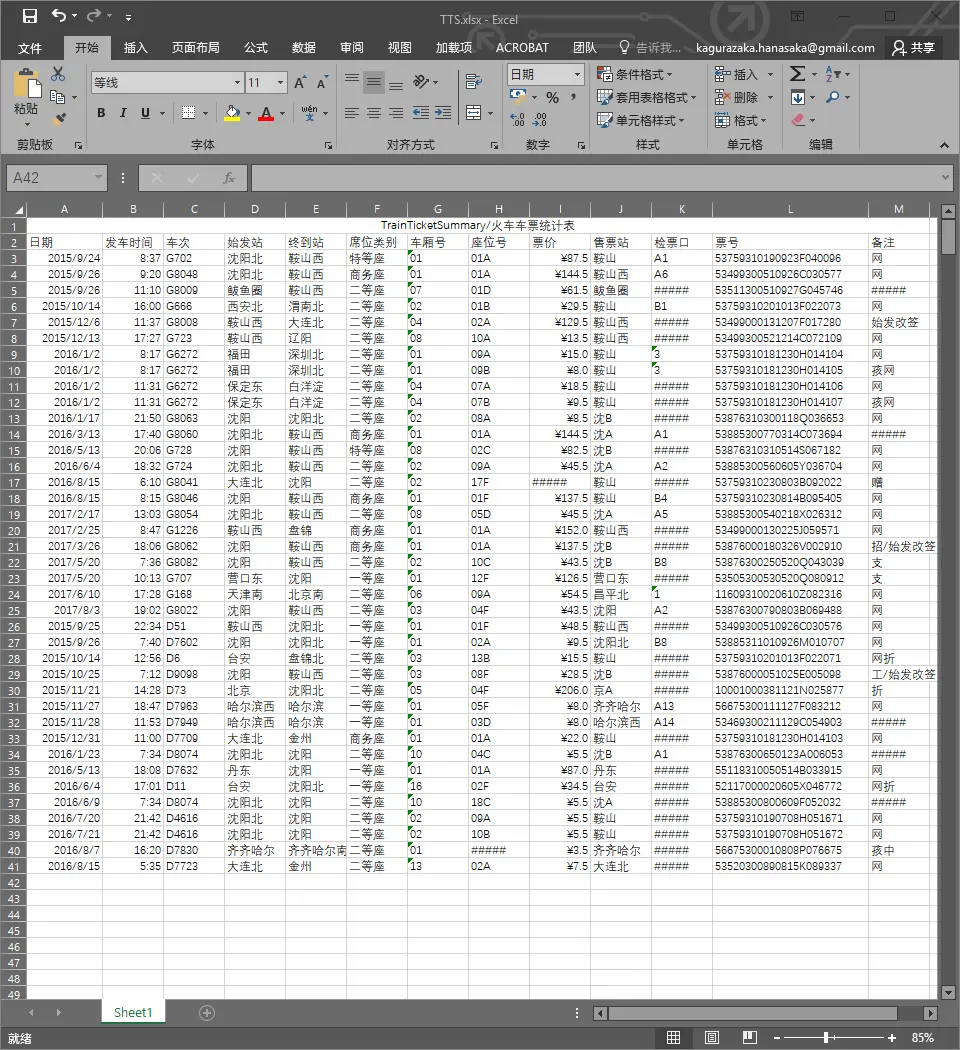 TTS.xlsx - Excel
文件 开始 插入 页面布局 公式 数据 审阅 视图 加载项 ACROBAT 团队 告诉我... kagurazaka.hanasaka@gmail.com 共享
等线 11 日期 条件格式 插入
粘贴 套用表格格式 删除
B I U wén 文 单元格样式 格式
剪贴板 字体 对齐方式 数字 样式 单元格 编辑
A42 fx
A B C D E F G H I J K L M
1 TrainTicketSummary/火车车票统计表
2 日期 发车时间 车次 始发站 终到站 席位类别 车厢号 座位号 票价 售票站 检票口 票号 备注
3 2015/9/24 8:37 G702 沈阳北 鞍山西 特等座 01 01A ¥87.5 鞍山 A1 53759310190923F040096 网
4 2015/9/26 9:20 G8048 沈阳北 鞍山西 商务座 01 01A ¥144.5 鞍山西 A6 53499300510926C030577 网
5 2015/9/26 11:10 G8009 鲅鱼圈 鞍山西 二等座 07 01D ¥61.5 鲅鱼圈 ##### 53511300510927G045746 #####
6 2015/10/14 16:00 G666 西安北 渭南北 二等座 02 01B ¥29.5 鞍山 B1 53759310201013F022073 网
7 2015/12/6 11:37 G8008 鞍山西 大连北 二等座 04 02A ¥129.5 鞍山西 ##### 53499000131207F017280 始发改签
8 2015/12/13 17:27 G723 鞍山西 辽阳 二等座 08 10A ¥13.5 鞍山西 ##### 53499300521214C072109 网
9 2016/1/2 8:17 G6272 福田 深圳北 二等座 01 09A ¥15.0 鞍山 3 53759310181230H014104 网
10 2016/1/2 8:17 G6272 福田 深圳北 二等座 01 09B ¥8.0 鞍山 3 53759310181230H014106 孩网
11 2016/1/2 11:31 G6272 保定东 白洋淀 二等座 04 07A ¥18.5 鞍山 ##### 53759310181230H014105 网
12 2016/1/2 11:31 G6272 保定东 白洋淀 二等座 04 07B ¥9.5 鞍山 ##### 53759310181230H014107 孩网
13 2016/1/17 21:50 G8063 沈阳 沈阳北 二等座 02 08A ¥8.5 沈B ##### 53876310300118Q036653 网
14 2016/3/13 17:40 G8060 沈阳北 鞍山西 商务座 01 01A ¥144.5 沈A A1 53885300770314C073694 #####
15 2016/5/13 20:06 G728 沈阳 鞍山西 特等座 08 02C ¥82.5 沈B ##### 53876310310514S067182 网
16 2016/6/4 18:32 G724 沈阳北 鞍山西 二等座 02 09A ¥45.5 沈A A2 53885300560605Y036704 网
17 2016/8/15 6:10 G8041 大连北 沈阳 二等座 02 17F ##### 鞍山 ##### 53759310230803B092022 赠
18 2016/8/15 8:15 G8046 沈阳 鞍山西 商务座 01 01F ¥137.5 鞍山 B4 53759310230814B095405 网
19 2017/2/17 13:03 G8054 沈阳北 鞍山西 二等座 08 05D ¥45.5 沈A A5 53885300540218X026312 网
20 2017/2/25 8:47 G1226 鞍山西 盘锦 商务座 01 01A ¥152.0 鞍山西 ##### 53499000130225J059571 网
21 2017/3/26 18:06 G8062 沈阳 鞍山西 商务座 01 01A ¥137.5 沈B ##### 53876000180326V002910 招/始发改签
22 2017/5/20 7:36 G8082 沈阳 鞍山西 二等座 02 10C ¥43.5 沈B B8 53876300250520Q043039 支
23 2017/5/20 10:13 G707 营口东 沈阳 一等座 01 12F ¥126.5 营口东 ##### 53505300530520Q080912 支
24 2017/6/10 17:28 G168 天津南 北京南 二等座 06 09A ¥54.5 昌平北 1 11609310020610Z082316 网
25 2017/8/3 19:02 G8022 沈阳 鞍山西 二等座 03 04F ¥43.5 沈阳 A2 53876300790803B069488 网
26 2015/9/25 22:34 D51 鞍山西 沈阳北 一等座 01 01F ¥48.5 鞍山西 ##### 53499300510926C030576 网
27 2015/9/26 7:40 D7602 沈阳 沈阳北 一等座 01 02A ¥9.5 沈阳北 B8 53885311010926M010707 网
28 2015/10/14 12:56 D6 台安 盘锦北 二等座 03 13B ¥15.5 鞍山 ##### 53759310201013F022071 网折
29 2015/10/25 7:12 D9098 沈阳 鞍山西 二等座 03 08F ¥28.5 沈B ##### 53876000051025E005098 工/始发改签
30 2015/11/21 14:28 D73 北京 沈阳北 二等座 05 04F ¥206.0 京A ##### 10001000381121N025877 折
31 2015/11/27 18:47 D7963 哈尔滨西 哈尔滨 一等座 01 05F ¥8.0 齐齐哈尔 A13 56675300111127F083212 网
32 2015/11/28 11:53 D7949 哈尔滨西 哈尔滨 一等座 01 03D ¥8.0 哈尔滨西 A14 53469300211129C054903 #####
33 2015/12/31 11:00 D7709 大连北 金州 商务座 01 01A ¥22.0 鞍山 ##### 53759310181230H014103 网
34 2016/1/23 7:34 D8074 沈阳北 沈阳 二等座 10 04C ¥5.5 沈B A1 53876300650123A006053 #####
35 2016/5/13 18:08 D7632 丹东 沈阳 一等座 01 01A ¥87.0 丹东 ##### 55118310050514B033915 网
36 2016/6/4 17:01 D11 台安 沈阳北 一等座 16 02F ¥34.5 台安 ##### 52117000020605X046772 网折
37 2016/6/9 7:34 D8074 沈阳北 沈阳 二等座 10 18C ¥5.5 沈A ##### 53885300800609F052032 #####
38 2016/7/20 21:42 D4616 沈阳北 沈阳 二等座 02 09A ¥5.5 鞍山 ##### 53759310190708H051671 网
39 2016/7/21 21:42 D4616 沈阳北 沈阳 二等座 02 10B ¥5.5 鞍山 ##### 53759310190708H051672 网
40 2016/8/7 16:20 D7830 齐齐哈尔 齐齐哈尔南 二等座 01 ##### ¥3.5 齐齐哈尔 ##### 56675300010808P076675 孩中
41 2016/8/15 5:35 D7723 大连北 金州 二等座 13 02A ¥7.5 大连北 ##### 53520300890815K089337 网
42
43
44
45
46
47
48
49
Sheet1
就绪 85%